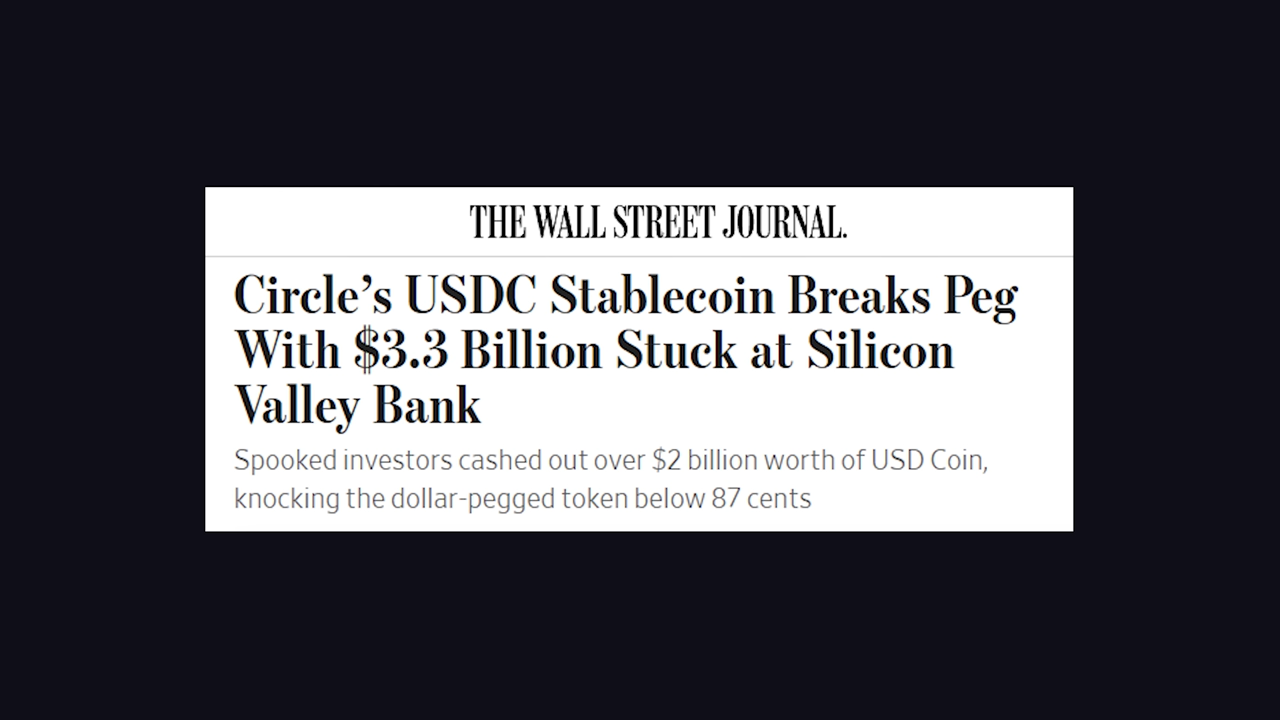 THE WALL STREET JOURNAL.
Circle’s USDC Stablecoin Breaks Peg
With $3.3 Billion Stuck at Silicon
Valley Bank
Spooked investors cashed out over $2 billion worth of USD Coin,
knocking the dollar-pegged token below 87 cents